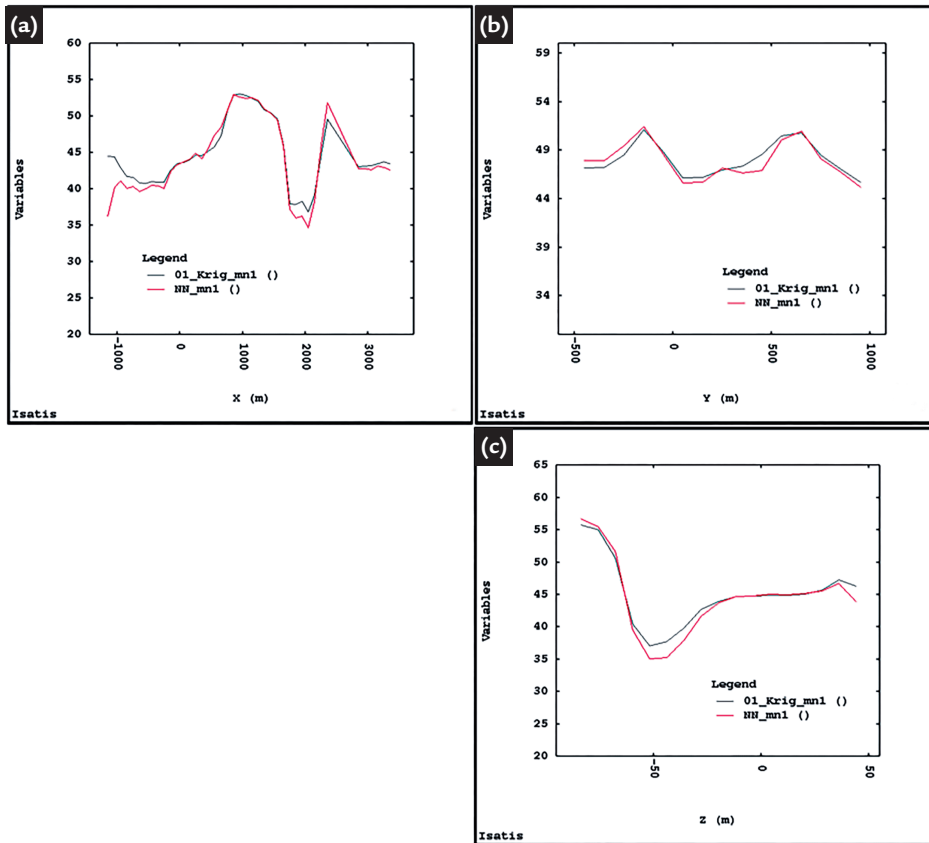 (a)
60
55
50
45
40
35
30
25
20
Variables
Legend
01_Krig_mn1 ()
NN_mn1 ()
-1000
0
1000
2000
3000
X (m)
Isatis
(b)
59
54
49
44
39
34
Variables
Legend
01_Krig_mn1 ()
NN_mn1 ()
-500
0
500
1000
Y (m)
Isatis
(c)
65
60
55
50
45
40
35
30
25
20
Variables
Legend
01_Krig_mn1 ()
NN_mn1 ()
-50
0
50
Z (m)
Isatis